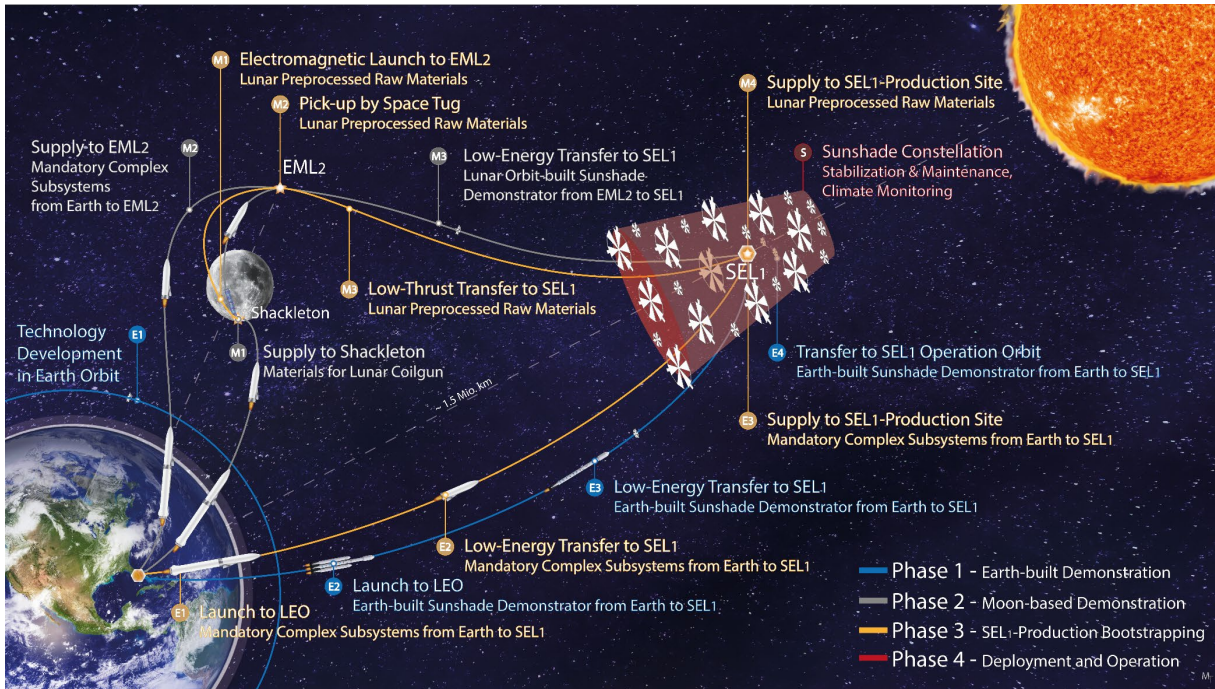 M1
Electromagnetic Launch to EML2
Lunar Preprocessed Raw Materials
M2
Pick-up by Space Tug
Lunar Preprocessed Raw Materials
M4
Supply to SEL1-Production Site
Lunar Preprocessed Raw Materials
Supply to EML2
Mandatory Complex
Subsystems
from Earth to EML2
M2
EML2
M3
Low-Energy Transfer to SEL1
Lunar Orbit-built Sunshade
Demonstrator from EML2 to SEL1
S
Sunshade Constellation
Stabilization & Maintenance,
Climate Monitoring
SEL1
M3
Low-Thrust Transfer to SEL1
Lunar Preprocessed Raw Materials
Shackleton
M1
Supply to Shackleton
Materials for Lunar Coilgun
Technology
Development
in Earth Orbit
E1
E4
Transfer to SEL1 Operation Orbit
Earth-built Sunshade Demonstrator from Earth to SEL1
~ 1.5 Mio. km
E3
Supply to SEL1-Production Site
Mandatory Complex Subsystems from Earth to SEL1
E3
Low-Energy Transfer to SEL1
Earth-built Sunshade Demonstrator from Earth to SEL1
E2
Low-Energy Transfer to SEL1
Mandatory Complex Subsystems from Earth to SEL1
E2
Launch to LEO
Earth-built Sunshade Demonstrator from Earth to SEL1
E1
Launch to LEO
Mandatory Complex Subsystems from Earth to SEL1
Phase 1 - Earth-built Demonstration
Phase 2 - Moon-based Demonstration
Phase 3 - SEL1-Production Bootstrapping
Phase 4 - Deployment and Operation
M